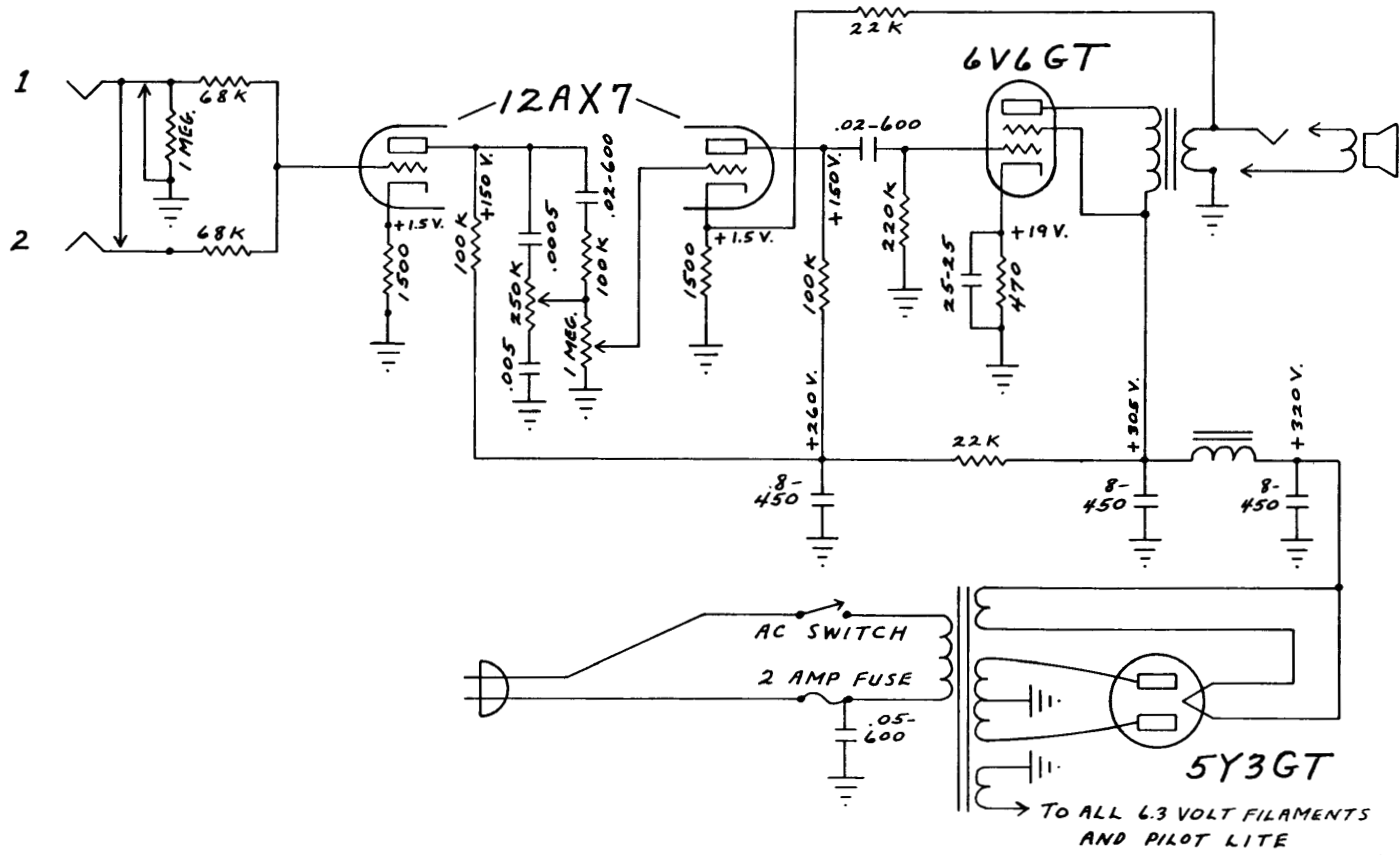 22K
6V6GT
1
68K
12AX7
.02-600
1 MEG.
+150V.
.02-600
+150V.
2
68K
+1.5V.
+1.5V.
220K
+19V.
1500
100K
.0005
100K
1500
100K
25-25
470
250K
.005
1 MEG.
+260V.
+305V.
+320V.
22K
8-
450
8-
450
8-
450
AC SWITCH
2 AMP FUSE
.05-
600
5Y3GT
TO ALL 6.3 VOLT FILAMENTS
AND PILOT LITE